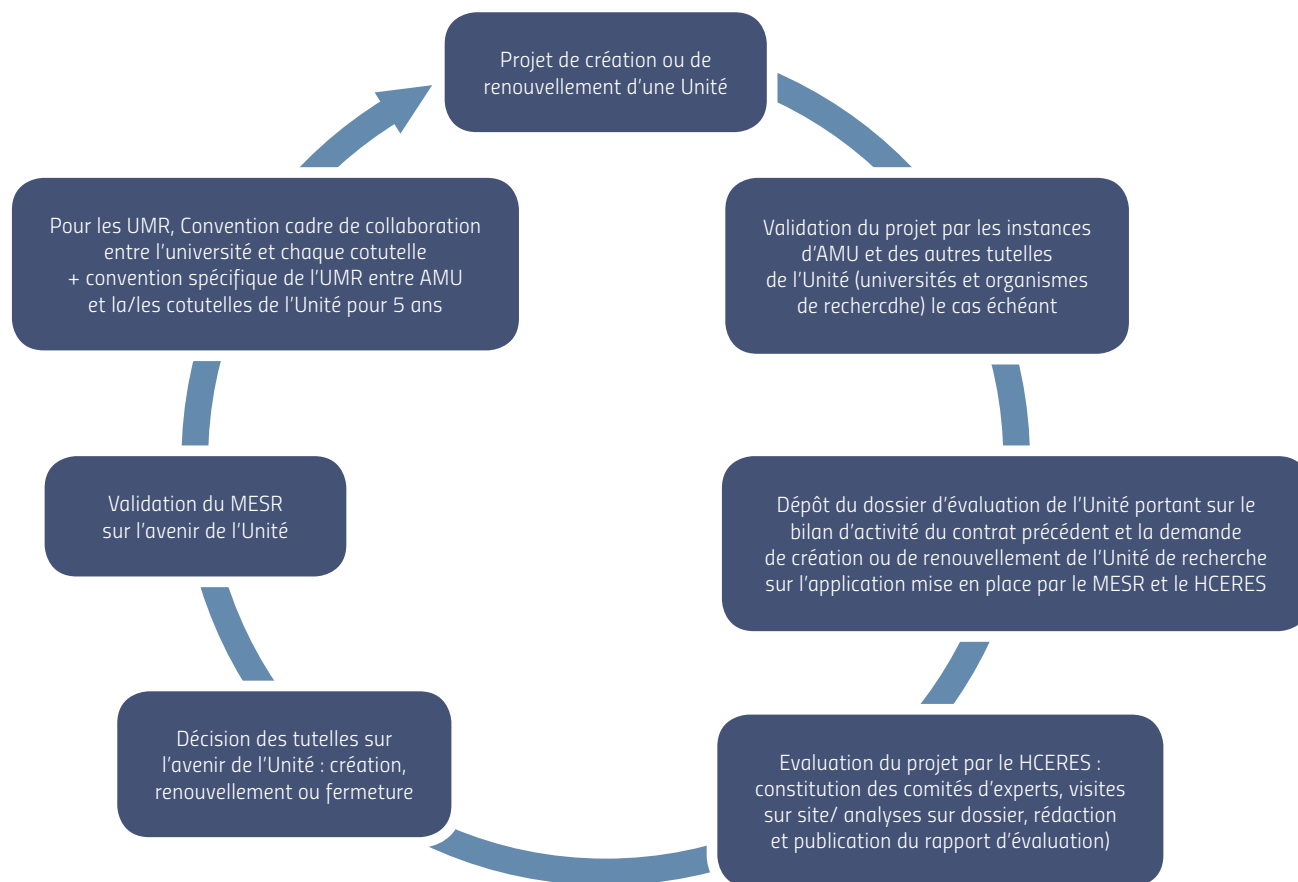 Projet de création ou de
renouvellement d'une Unité
Validation du projet par les instances
d'AMU et des autres tutelles
de l'Unité (universités et organismes
de rechercdhe) le cas échéant
Dépôt du dossier d'évaluation de l'Unité portant sur le
bilan d'activité du contrat précédent et la demande
de création ou de renouvellement de l'Unité de recherche
sur l'application mise en place par le MESR et le HCERES
Evaluation du projet par le HCERES :
constitution des comités d'experts, visites
sur site/ analyses sur dossier, rédaction
et publication du rapport d'évaluation)
Décision des tutelles sur
l'avenir de l'Unité : création,
renouvellement ou fermeture
Validation du MESR
sur l'avenir de l'Unité
Pour les UMR, Convention cadre de collaboration
entre l'université et chaque cotutelle
+ convention spécifique de l'UMR entre AMU
et la/les cotutelles de l'Unité pour 5 ans